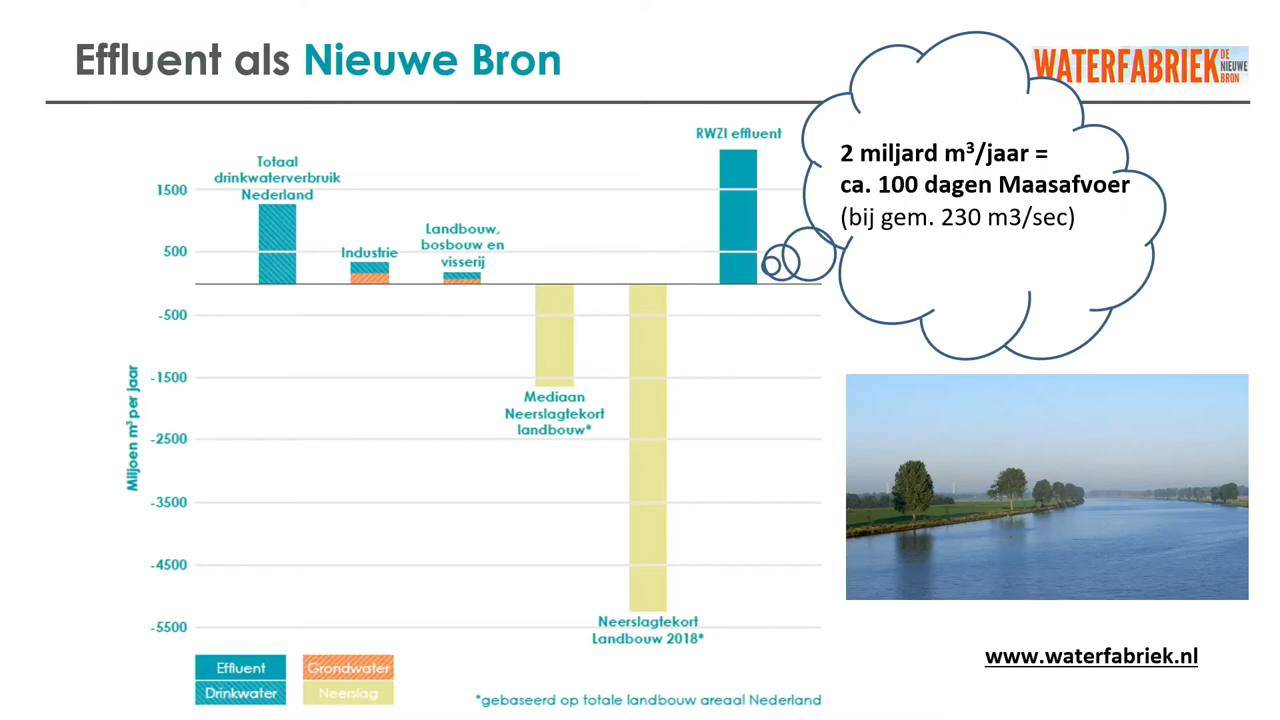 Effluent als Nieuwe Bron
WATERFABRIEK DE NIEUWE BRON
2 miljard m³/jaar =
ca. 100 dagen Maasafvoer
(bij gem. 230 m3/sec)
RWZI effluent
Totaal
drinkwaterverbruik
Nederland
Industrie
Landbouw,
bosbouw en
visserij
1500
500
-500
-1500
-2500
-3500
-4500
-5500
Miljoen m³ per jaar
Mediaan
Neerslagtekort
landbouw*
Neerslagtekort
Landbouw 2018*
Effluent
Grondwater
Drinkwater
Neerslag
*gebaseerd op totale landbouw areaal Nederland
www.waterfabriek.nl